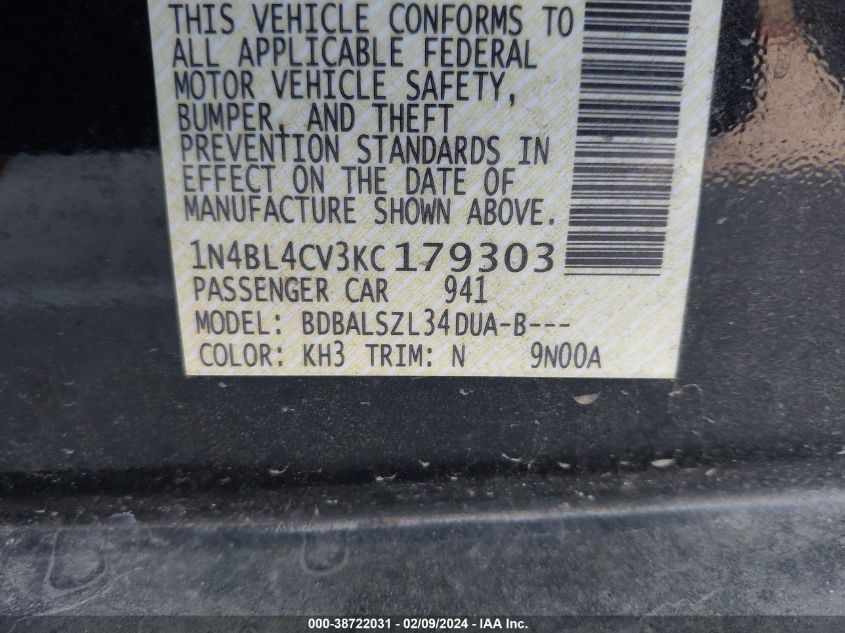 THIS VEHICLE CONFORMS TO
ALL APPLICABLE FEDERAL
MOTOR VEHICLE SAFETY,
BUMPER, AND THEFT
PREVENTION STANDARDS IN
EFFECT ON THE DATE OF
MANUFACTURE SHOWN ABOVE.
1N4BL4CV3KC179303
PASSENGER CAR 941
MODEL: BDBALSZL34DUA-B---
COLOR: KH3 TRIM: N 9N00A
000-38722031 - 02/09/2024 - IAA Inc.